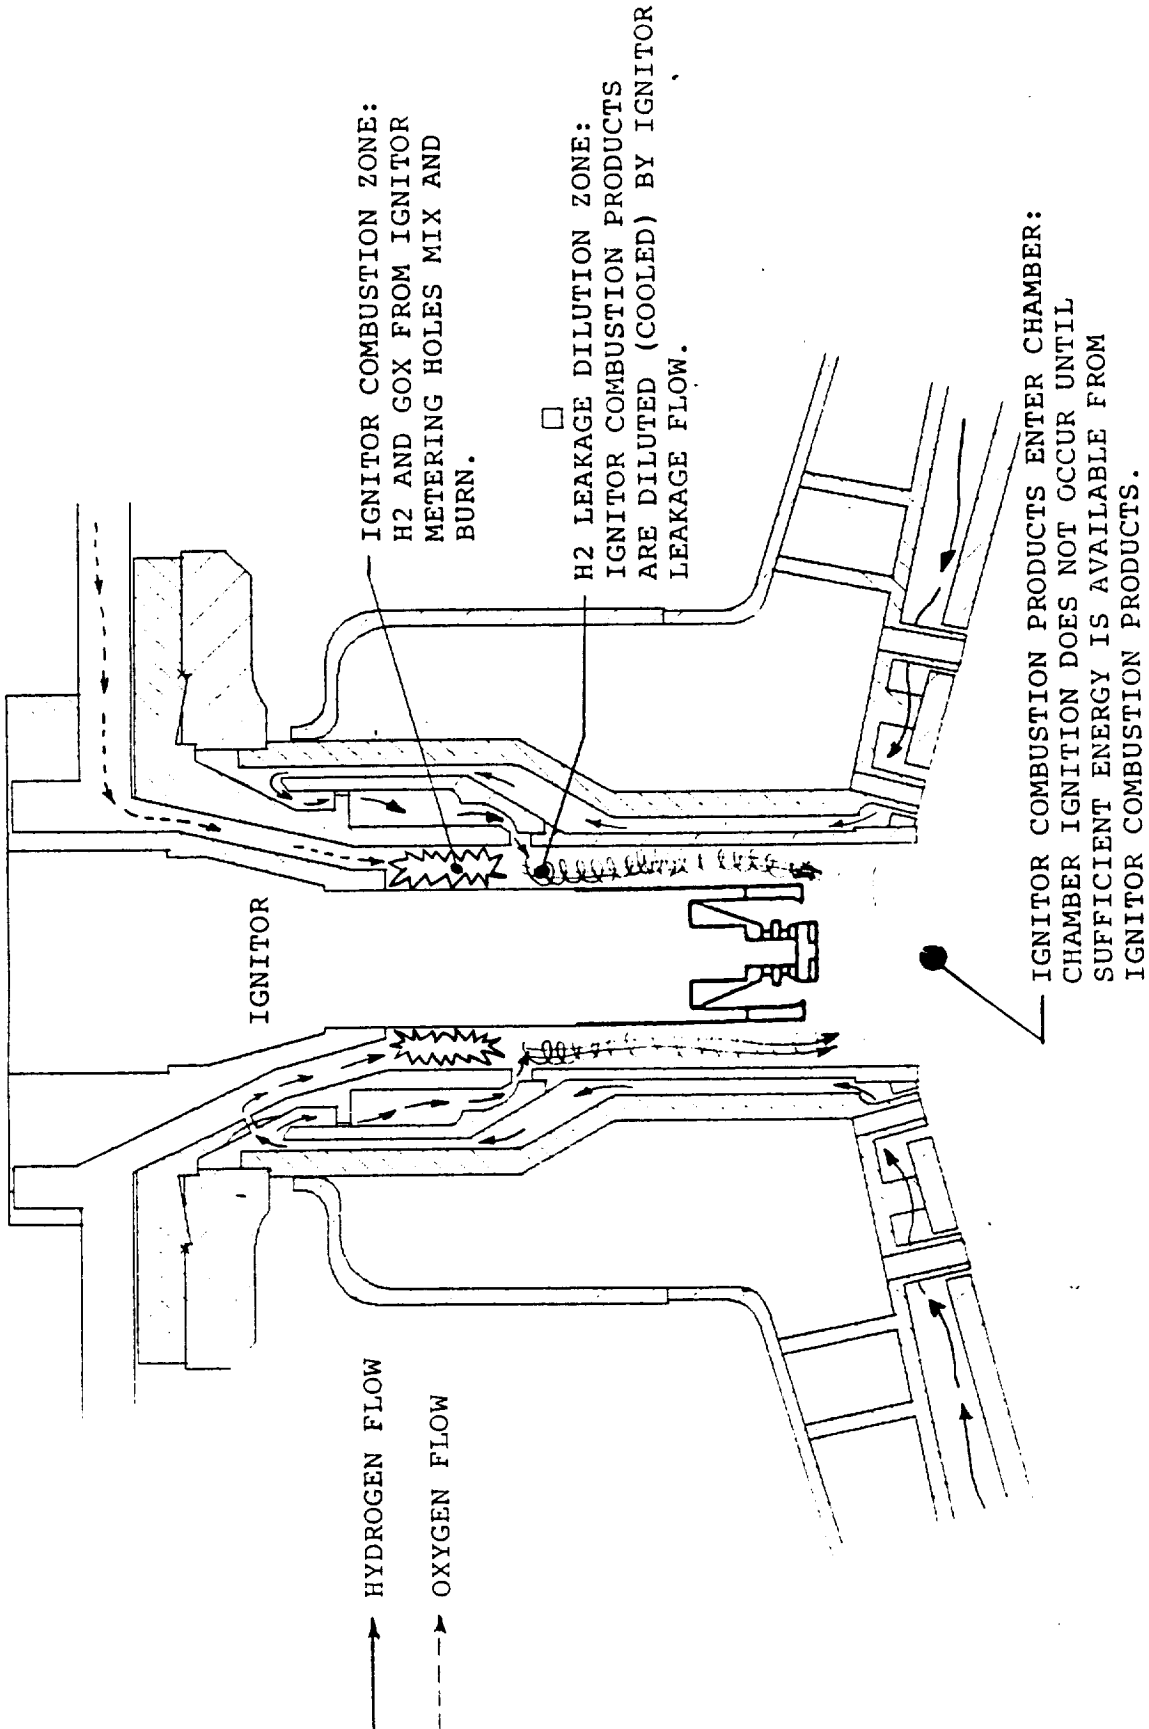 IGNITOR COMBUSTION ZONE:
H2 AND GOX FROM IGNITOR
METERING HOLES MIX AND
BURN.
H2 LEAKAGE DILUTION ZONE:
IGNITOR COMBUSTION PRODUCTS
ARE DILUTED (COOLED) BY IGNITOR
LEAKAGE FLOW.
IGNITOR
HYDROGEN FLOW
OXYGEN FLOW
IGNITOR COMBUSTION PRODUCTS ENTER CHAMBER:
CHAMBER IGNITION DOES NOT OCCUR UNTIL
SUFFICIENT ENERGY IS AVAILABLE FROM
IGNITOR COMBUSTION PRODUCTS.